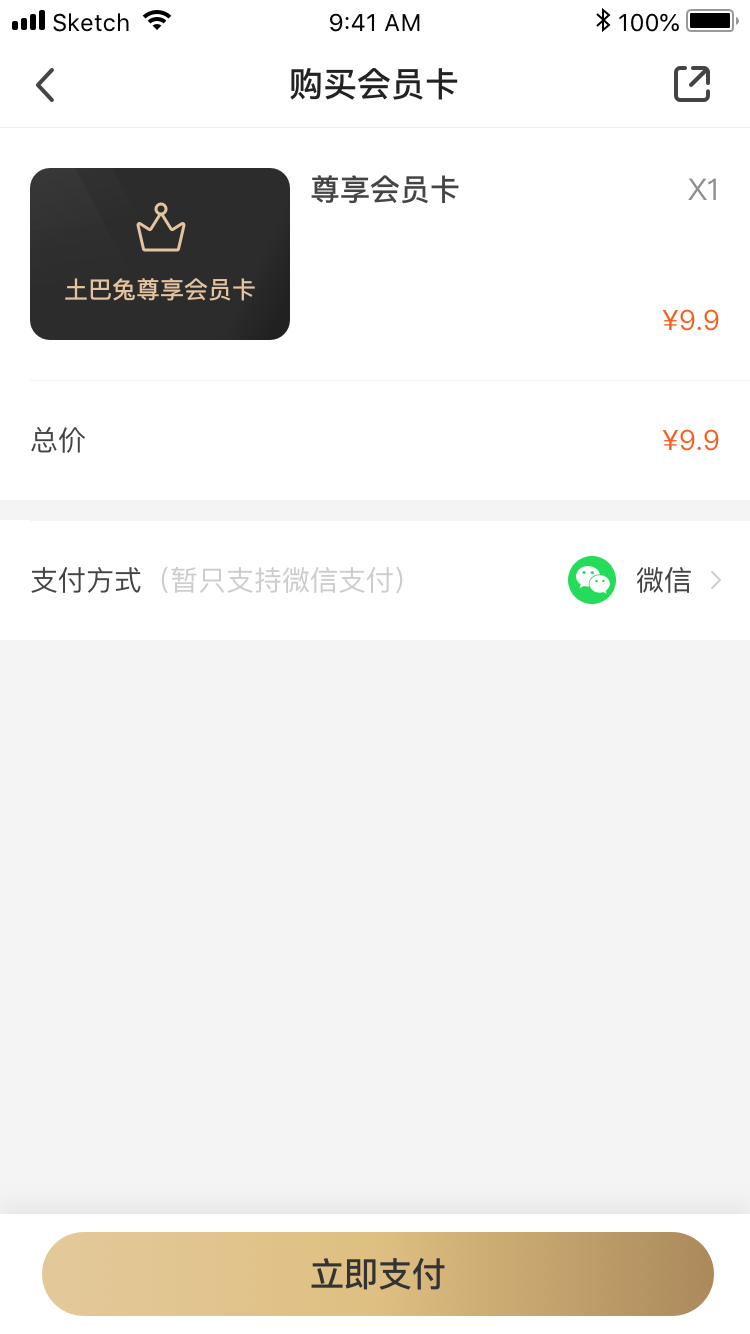 Sketch 9:41 AM 100%
购买会员卡
尊享会员卡 X1
土巴兔尊享会员卡
¥9.9
总价 ¥9.9
支付方式（暂只支持微信支付） 微信
立即支付